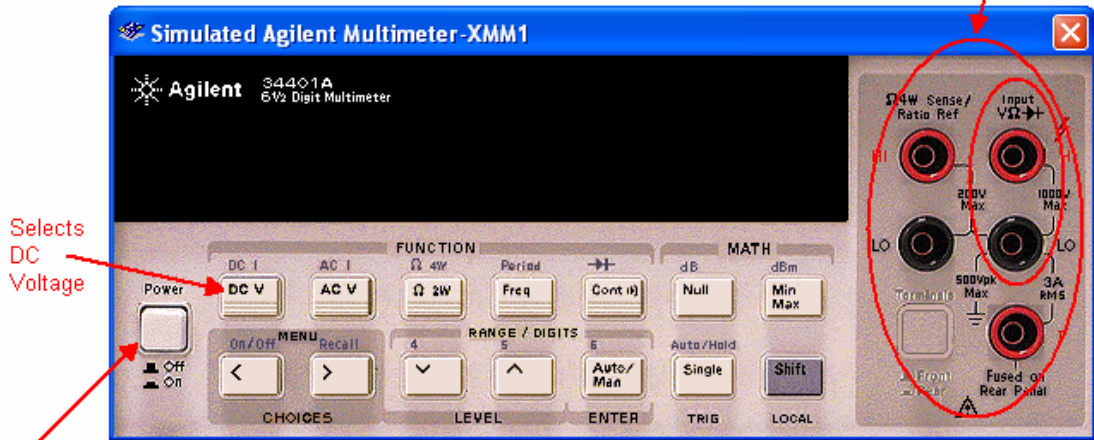 Simulated Agilent Multimeter-XMM1
Agilent 34401A
6½ Digit Multimeter
Ω4W Sense/
Ratio Ref
Input
VΩ
HI
200V
Max
1000V
Max
LO
LO
500Vpk
Max
3A
RMS
Terminals
Fused on
Rear Panel
Selects
DC
Voltage
Power
Off
On
FUNCTION
MATH
DC I
AC I
Ω 4W
Period
dB
dBm
DC V
AC V
Ω 2W
Freq
Cont
Null
Min
Max
MENU
RANGE / DIGITS
On/Off
Recall
4
5
6
Auto/Hold
<
>
Auto/
Man
Single
Shift
CHOICES
LEVEL
ENTER
TRIG
LOCAL